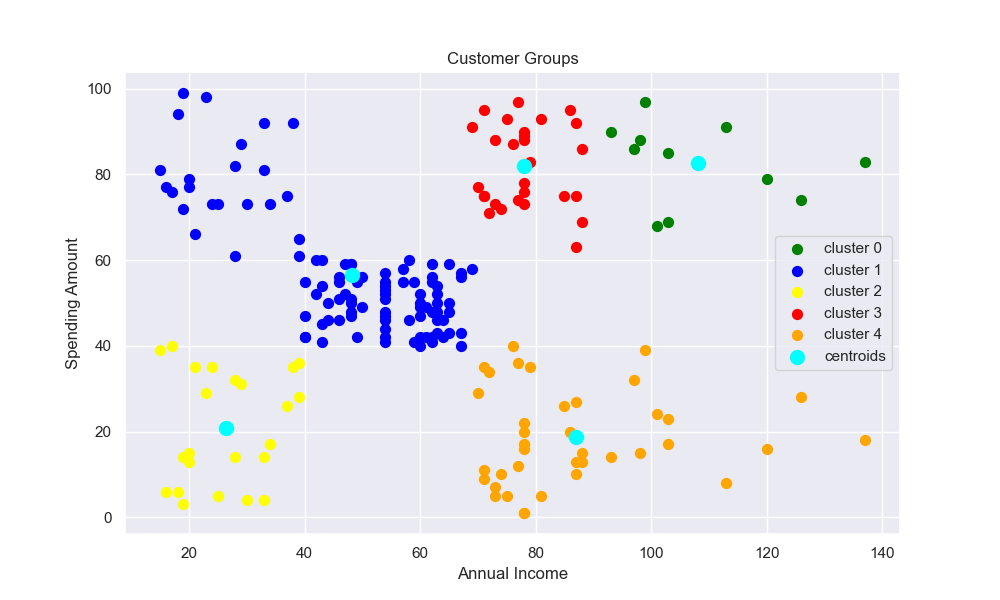 Customer Groups
Spending Amount
100
80
60
40
20
0
20 40 60 80 100 120 140
Annual Income
cluster 0
cluster 1
cluster 2
cluster 3
cluster 4
centroids